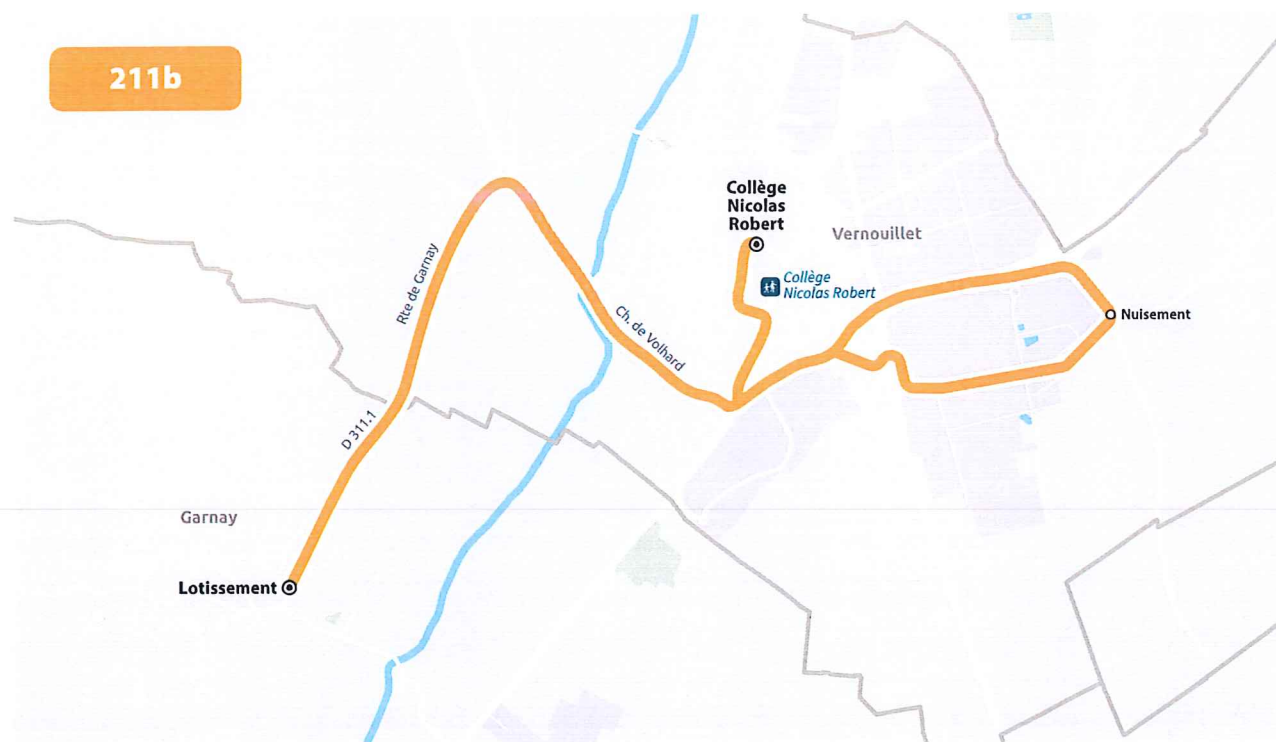 211b
Collège
Nicolas
Robert
Vernouillet
Collège
Nicolas Robert
Rte de Garnay
Ch. de Volhard
Nuisement
D 311.1
Garnay
Lotissement